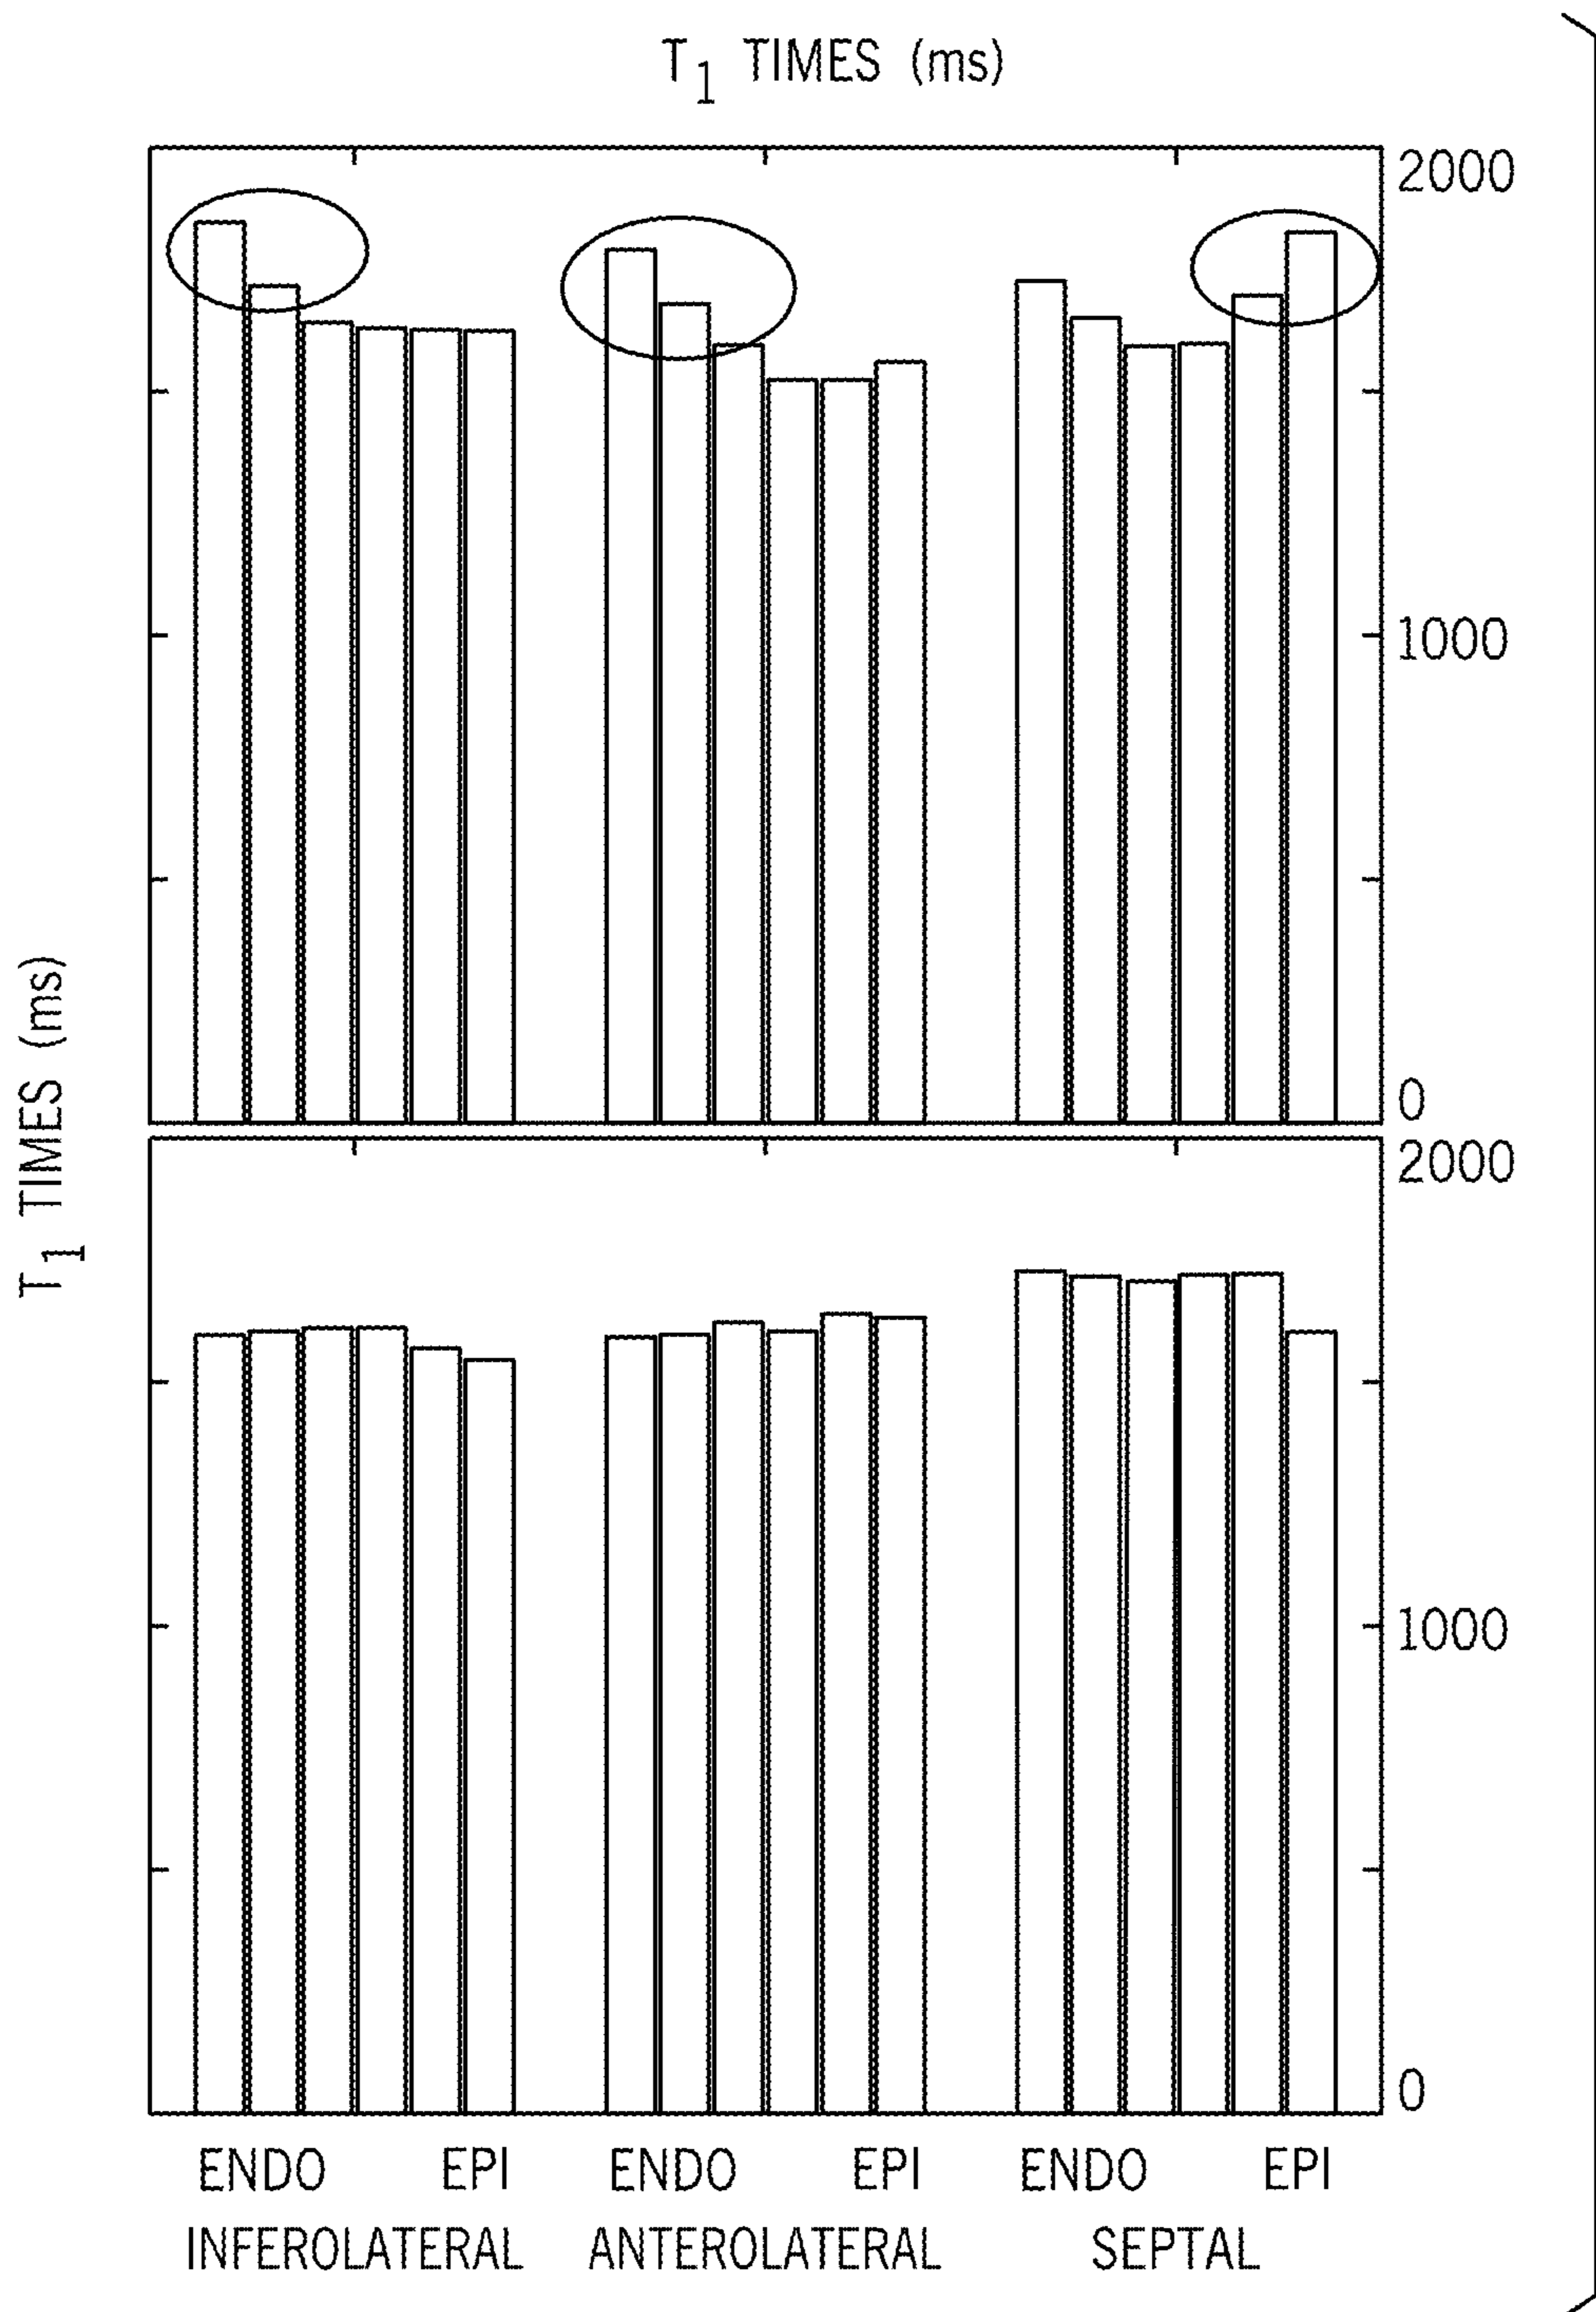 T1 TIMES (ms)
2000
1000
0
T1 TIMES (ms)
2000
1000
0
ENDO EPI ENDO EPI ENDO EPI
INFEROLATERAL ANTEROLATERAL SEPTAL